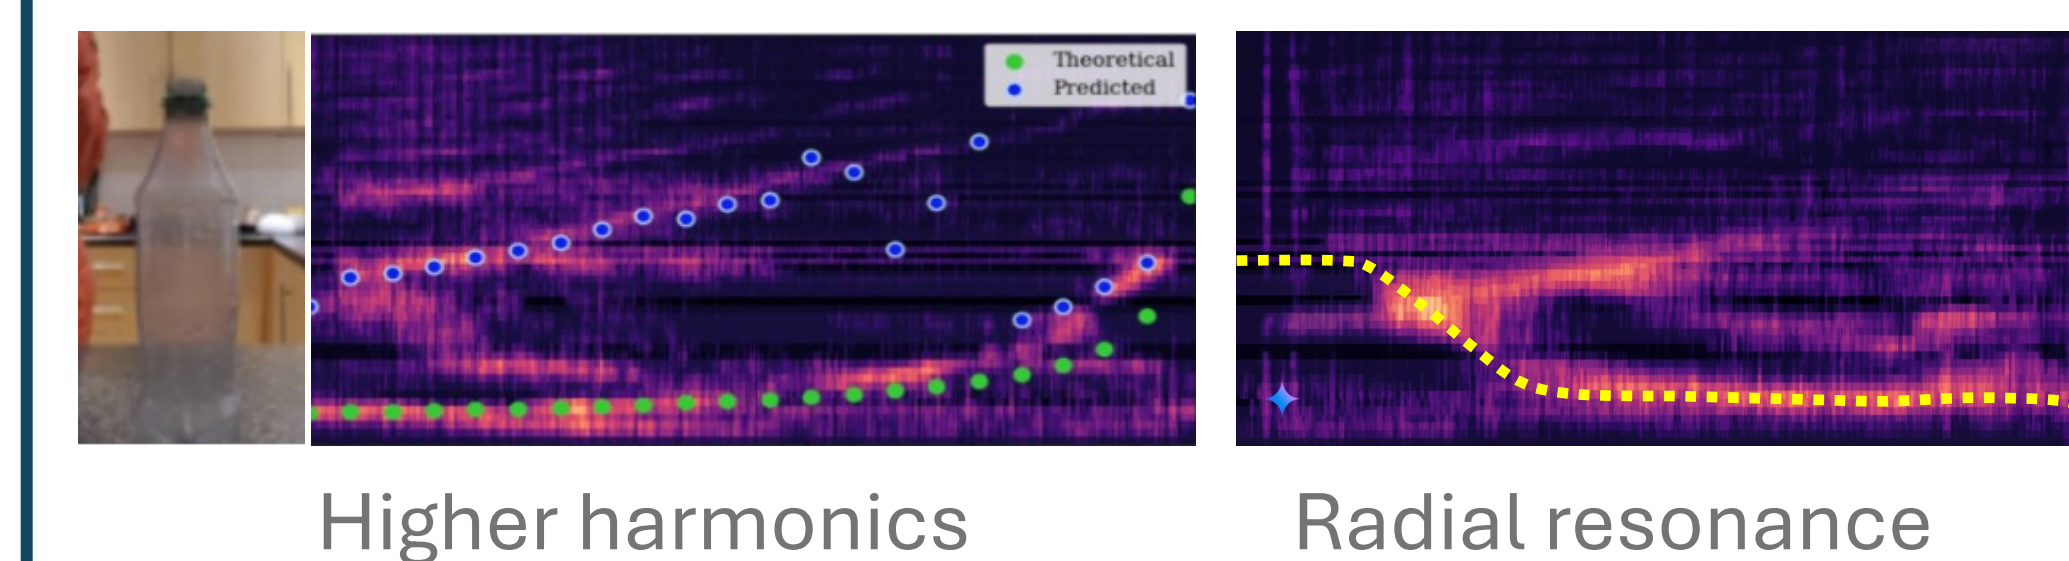 Theoretical
Predicted
Higher harmonics
Radial resonance